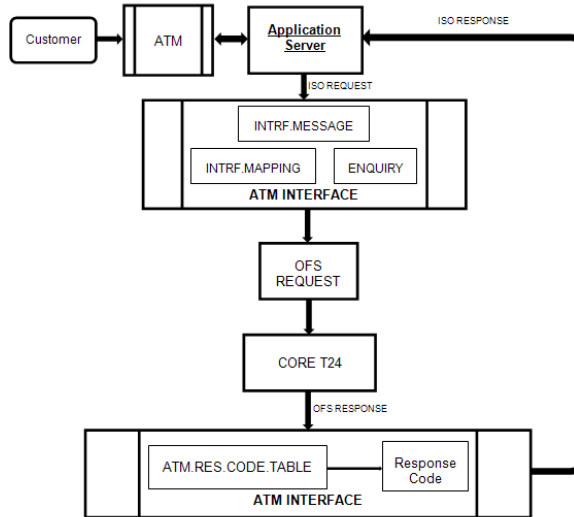 ISO RESPONSE
Customer
ATM
Application
Server
ISO REQUEST
INTRF.MESSAGE
INTRF.MAPPING
ENQUIRY
ATM INTERFACE
OFS
REQUEST
CORE T24
OFS RESPONSE
ATM.RES.CODE.TABLE
Response
Code
ATM INTERFACE